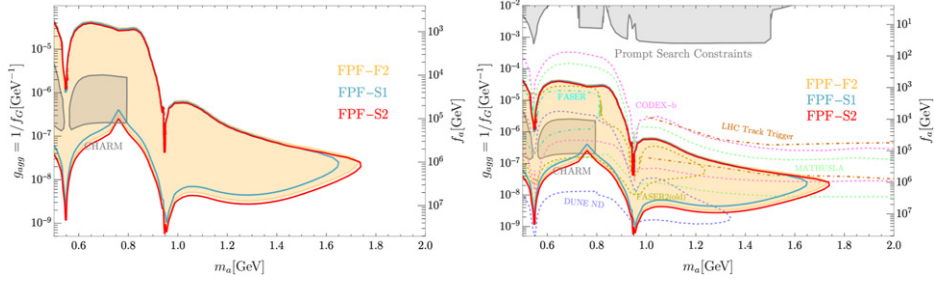 10⁻⁵
10⁻⁶
10⁻⁷
10⁻⁸
10⁻⁹
g_agg = 1/f_G[GeV⁻¹]
FPF-F2
FPF-S1
FPF-S2
CHARM
10³
10⁴
10⁵
10⁶
10⁷
f_a[GeV]
0.6 0.8 1.0 1.2 1.4 1.6 1.8 2.0
m_a[GeV]
10⁻²
10⁻³
10⁻⁴
10⁻⁵
10⁻⁶
10⁻⁷
10⁻⁸
10⁻⁹
g_agg = 1/f_G[GeV⁻¹]
Prompt Search Constraints
FPF-F2
FPF-S1
FPF-S2
FASER
CODEX-b
LHC Track Trigger
MATHUSLA
CHARM
DUNE ND
10¹
10²
10³
10⁴
10⁵
10⁶
10⁷
f_a[GeV]
0.6 0.8 1.0 1.2 1.4 1.6 1.8 2.0
m_a[GeV]